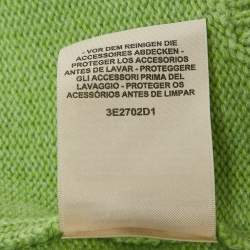 - VOR DEM REINIGEN DIE
ACCESSOIRES ABDECKEN -
PROTEGER LOS ACCESORIOS
ANTES DE LAVAR - PROTEGGERE
GLI ACCESSORI PRIMA DEL
LAVAGGIO - PROTEGER OS
ACESSÓRIOS ANTES DE LIMPAR
3E2702D1